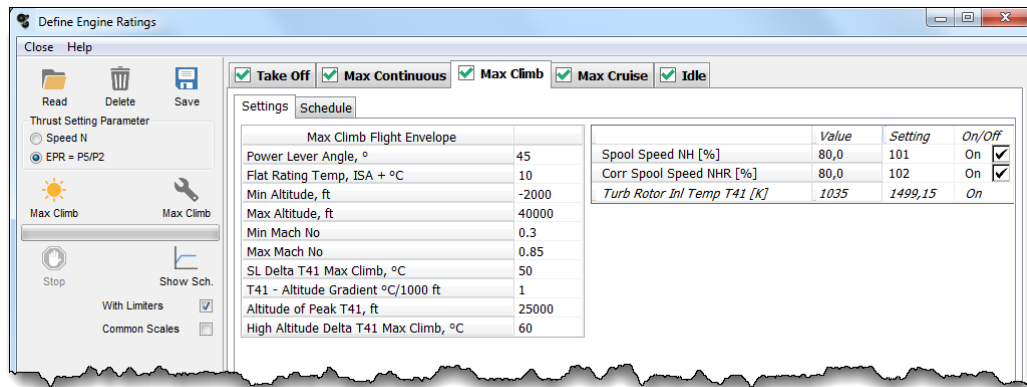 Define Engine Ratings
Close Help
Read Delete Save
Thrust Setting Parameter
Speed N
EPR = P5/P2
Max Climb Max Climb
Stop Show Sch.
With Limiters
Common Scales
Take Off Max Continuous Max Climb Max Cruise Idle
Settings Schedule
Max Climb Flight Envelope
Power Lever Angle, º 45
Flat Rating Temp, ISA + ºC 10
Min Altitude, ft -2000
Max Altitude, ft 40000
Min Mach No 0.3
Max Mach No 0.85
SL Delta T41 Max Climb, ºC 50
T41 - Altitude Gradient ºC/1000 ft 1
Altitude of Peak T41, ft 25000
High Altitude Delta T41 Max Climb, ºC 60
Value Setting On/Off
Spool Speed NH [%] 80,0 101 On
Corr Spool Speed NHR [%] 80,0 102 On
Turb Rotor Inl Temp T41 [K] 1035 1499,15 On